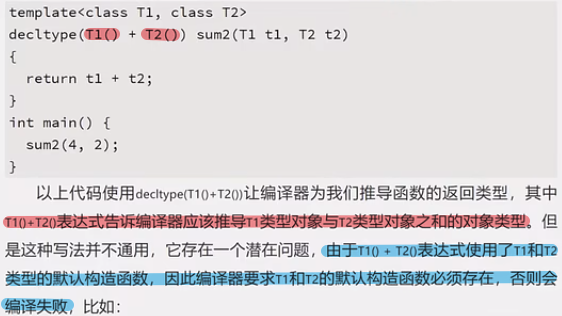 template<class T1, class T2>
decltype(T1() + T2()) sum2(T1 t1, T2 t2)
{
  return t1 + t2;
}
int main() {
  sum2(4, 2);
}
以上代码使用decltype(T1()+T2())让编译器为我们推导函数的返回类型，其中
T1()+T2()表达式告诉编译器应该推导T1类型对象与T2类型对象之和的对象类型。但
是这种写法并不通用，它存在一个潜在问题，由于T1() + T2()表达式使用了T1和T2
类型的默认构造函数，因此编译器要求T1和T2的默认构造函数必须存在，否则会
编译失败，比如：